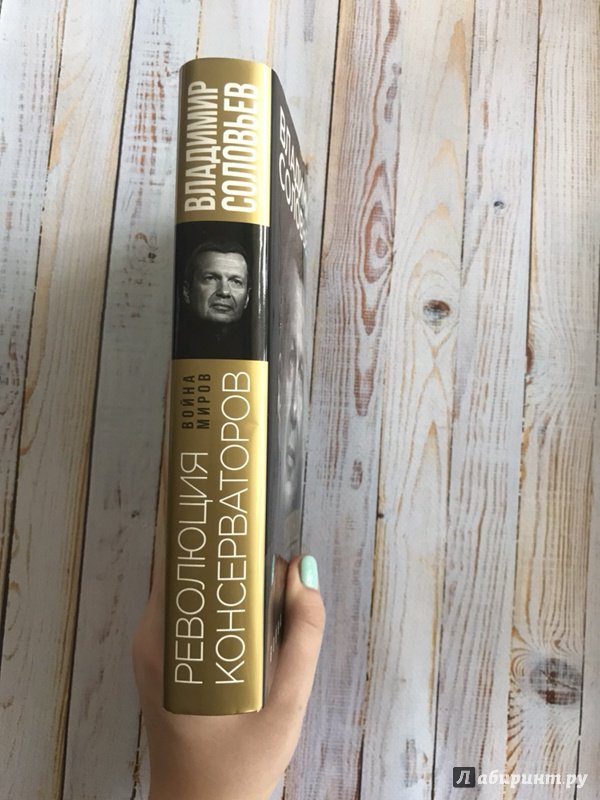 ВЛАДИМИР
СОЛОВЬЕВ
ВОЙНА
МИРОВ
РЕВОЛЮЦИЯ
КОНСЕРВАТОРОВ
Лабиринт.ру